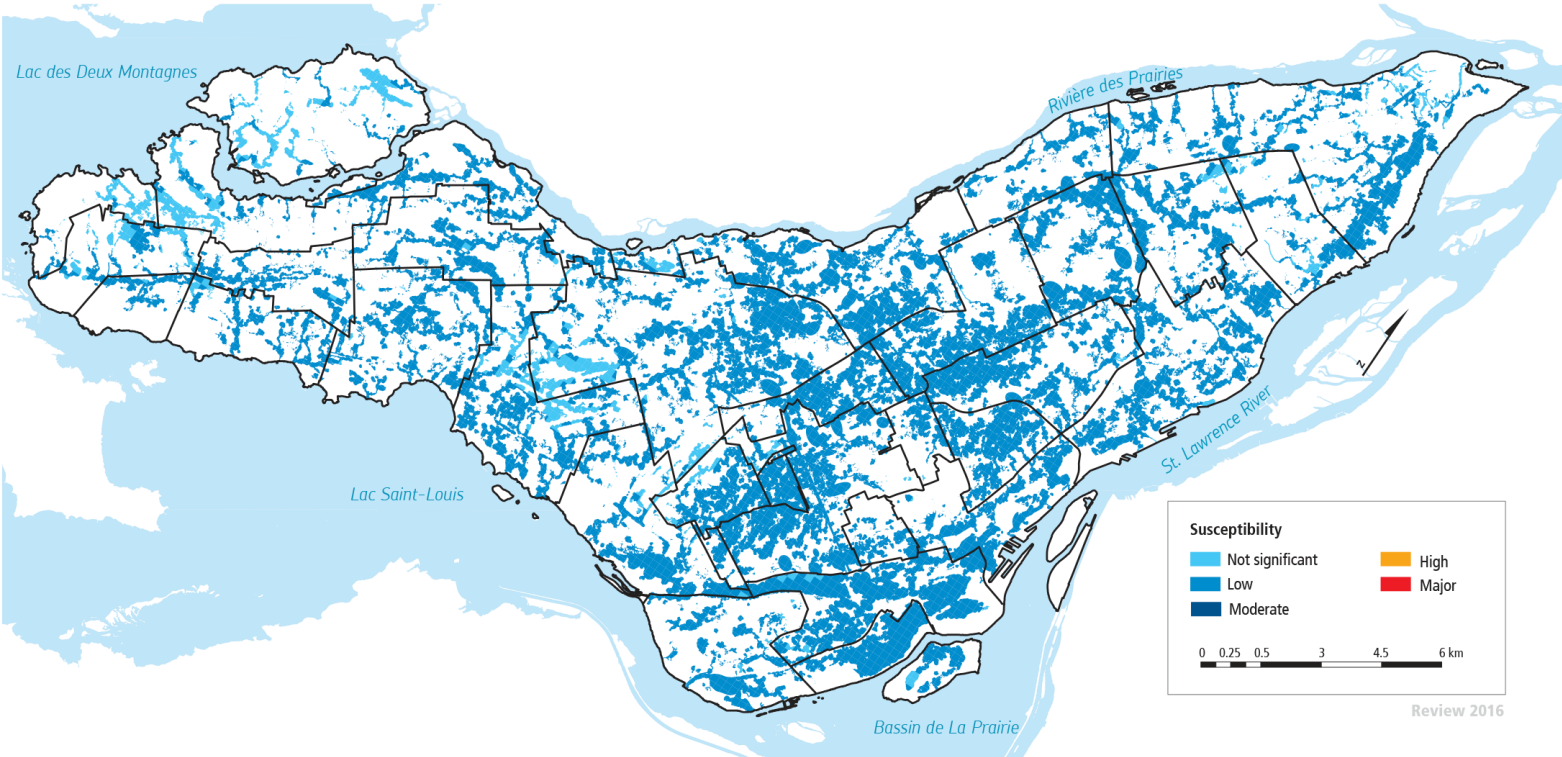 Lac des Deux Montagnes
Rivière des Prairies
N
St. Lawrence River
Lac Saint-Louis
Bassin de La Prairie
Susceptibility
Not significant
Low
Moderate
High
Major
0 0.25 0.5 3 4.5 6 km
Review 2016